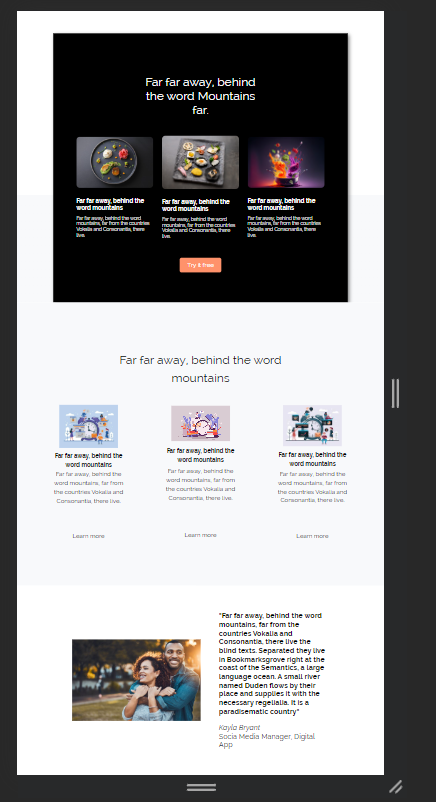 Far far away, behind
the word Mountains
far.
Far far away, behind the
word mountains
Far far away, behind the word
mountains, far from the countries
Vokalia and Consonantia, there
live.
Far far away, behind the
word mountains
Far far away, behind the word
mountains, far from the countries
Vokalia and Consonantia, there
live.
Far far away, behind the
word mountains
Far far away, behind the word
mountains, far from the countries
Vokalia and Consonantia, there
live.
Try it free
Far far away, behind the word
mountains
Far far away, behind the
word mountains
Far far away, behind the
word mountains, far from
the countries Vokalia and
Consonantia, there live.
Learn more
Far far away, behind the
word mountains
Far far away, behind the
word mountains, far from
the countries Vokalia and
Consonantia, there live.
Learn more
Far far away, behind the
word mountains
Far far away, behind the
word mountains, far from
the countries Vokalia and
Consonantia, there live.
Learn more
"Far far away, behind the word
mountains, far from the
countries Vokalia and
Consonantia, there live the
blind texts. Separated they live
in Bookmarksgrove right at the
coast of the Semantics, a large
language ocean. A small river
named Duden flows by their
place and supplies it with the
necessary regelialia. It is a
paradisematic country"
Kayla Bryant
Socia Media Manager, Digital
App